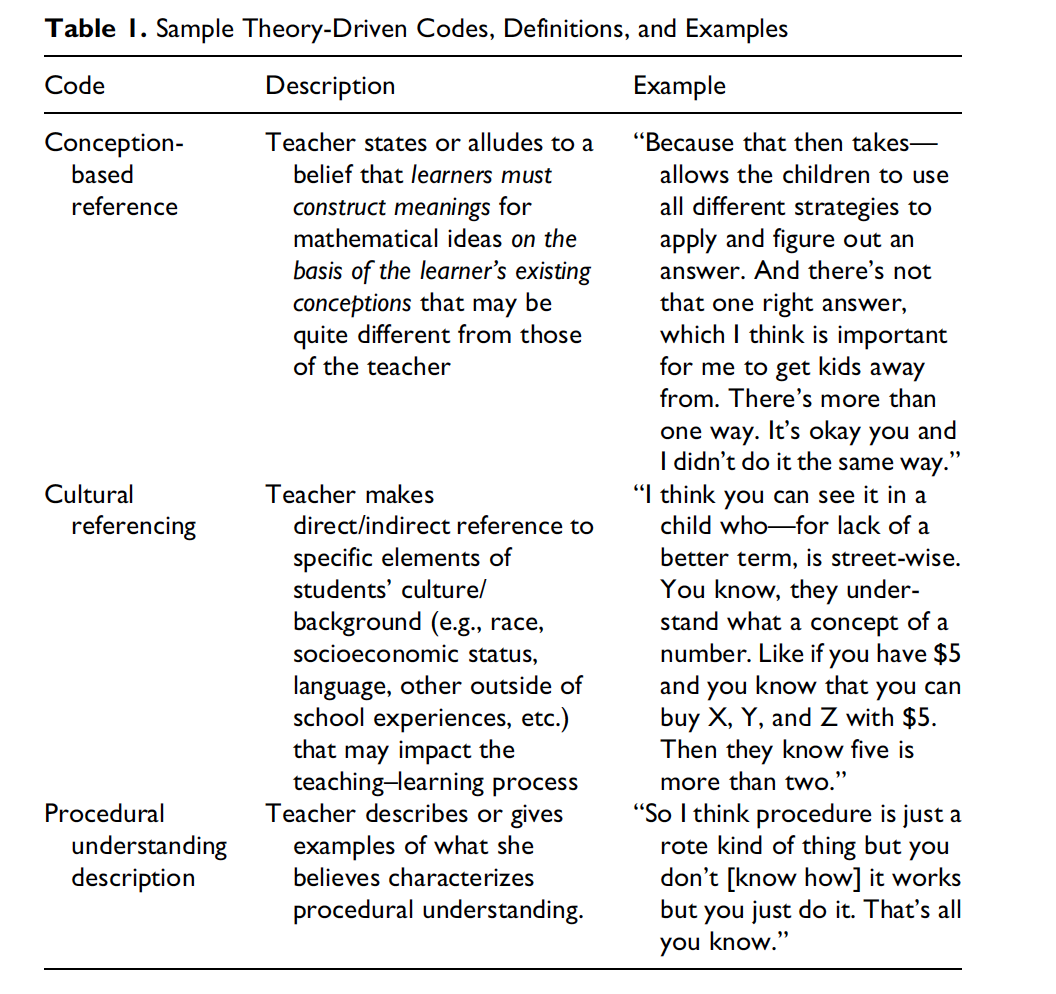 Table 1. Sample Theory-Driven Codes, Definitions, and Examples
Code Description Example
Conception-based reference
Teacher states or alludes to a
belief that learners must
construct meanings for
mathematical ideas on the
basis of the learner's existing
conceptions that may be
quite different from those
of the teacher
“Because that then takes—
allows the children to use
all different strategies to
apply and figure out an
answer. And there's not
that one right answer,
which I think is important
for me to get kids away
from. There's more than
one way. It's okay you and
I didn't do it the same way.”
Cultural
referencing
Teacher makes
direct/indirect reference to
specific elements of
students' culture/
background (e.g., race,
socioeconomic status,
language, other outside of
school experiences, etc.)
that may impact the
teaching–learning process
“I think you can see it in a
child who—for lack of a
better term, is street-wise.
You know, they under-
stand what a concept of a
number. Like if you have $5
and you know that you can
buy X, Y, and Z with $5.
Then they know five is
more than two.”
Procedural
understanding
description
Teacher describes or gives
examples of what she
believes characterizes
procedural understanding.
“So I think procedure is just a
rote kind of thing but you
don't [know how] it works
but you just do it. That's all
you know.”